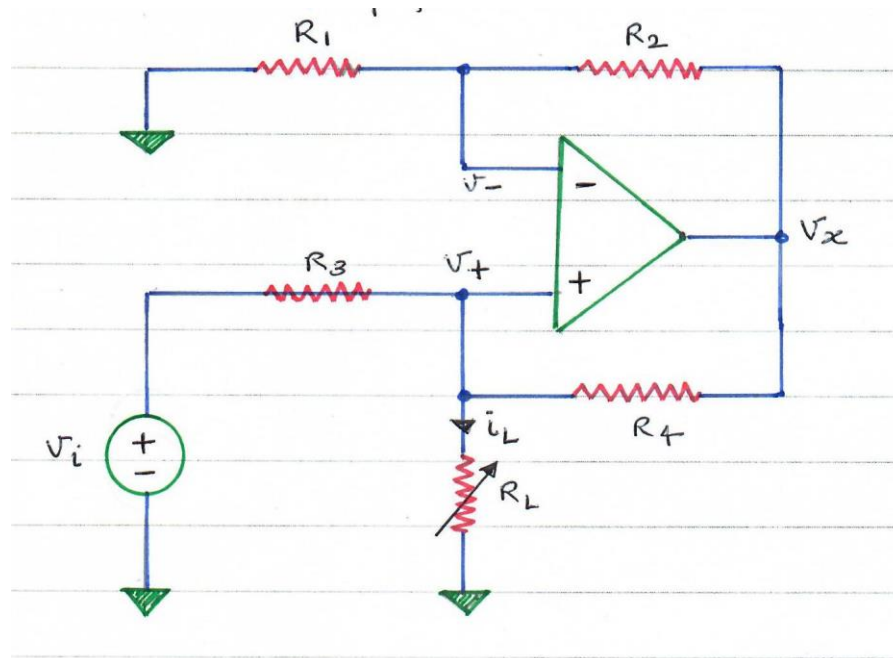 R1
R2
v-
-
Vx
R3
V+
+
iL
R4
vi
+
-
RL